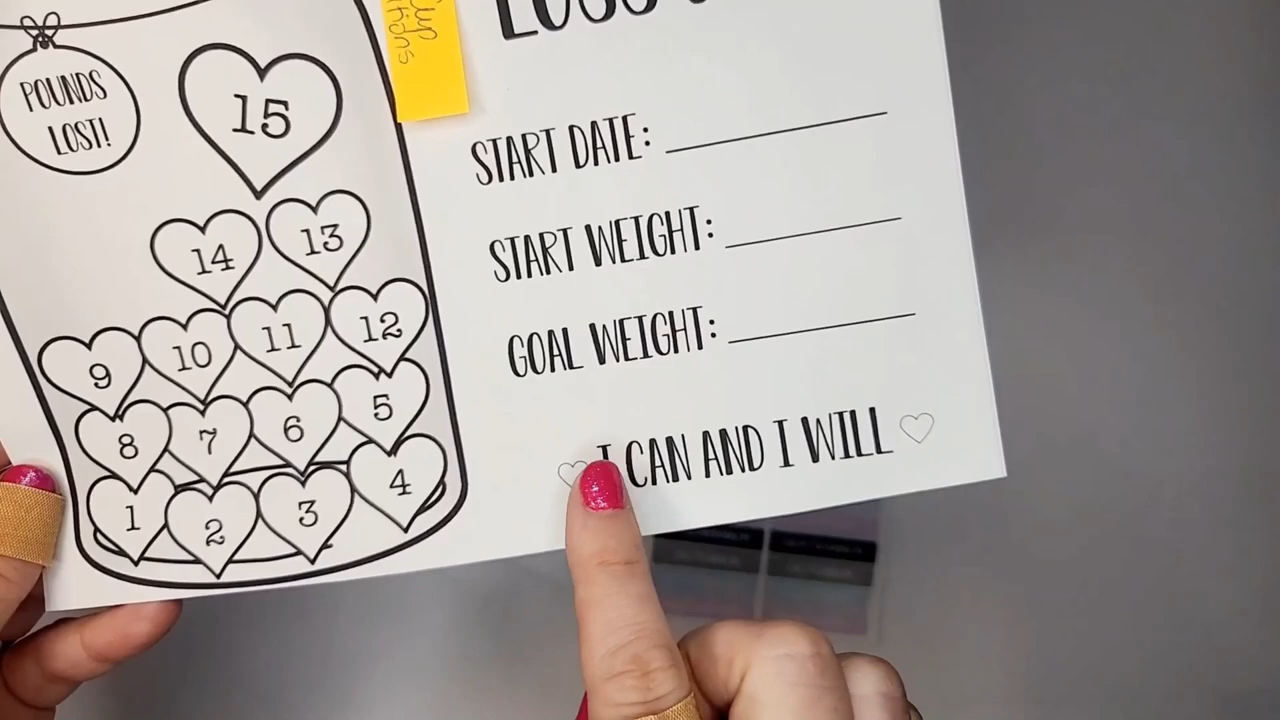 POUNDS
LOST!
15
14 13
9 10 11 12
8 7 6 5
1 2 3 4
LOSS
START DATE:
START WEIGHT:
GOAL WEIGHT:
I CAN AND I WILL